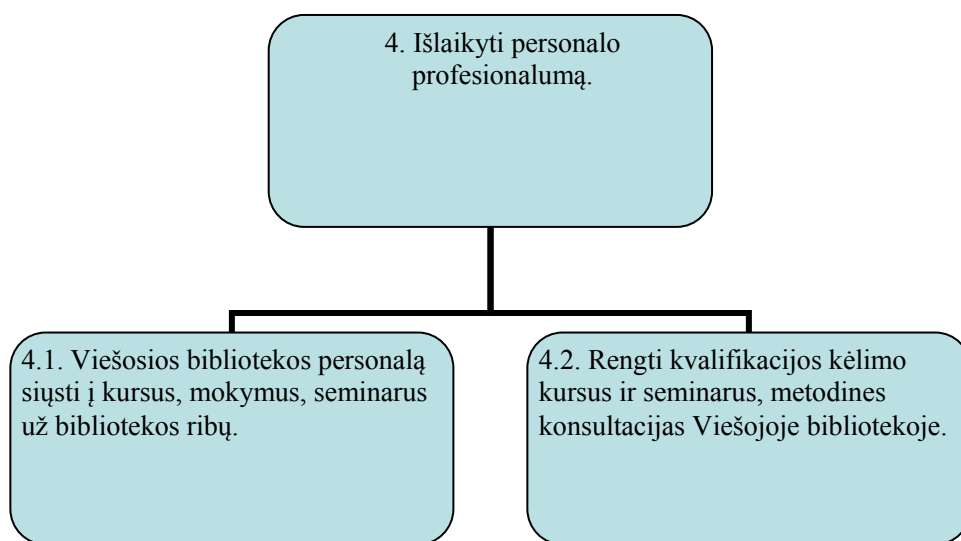 4. Išlaikyti personalo
profesionalumą.
4.1. Viešosios bibliotekos personalą
siųsti į kursus, mokymus, seminarus
už bibliotekos ribų.
4.2. Rengti kvalifikacijos kėlimo
kursus ir seminarus, metodines
konsultacijas Viešojoje bibliotekoje.